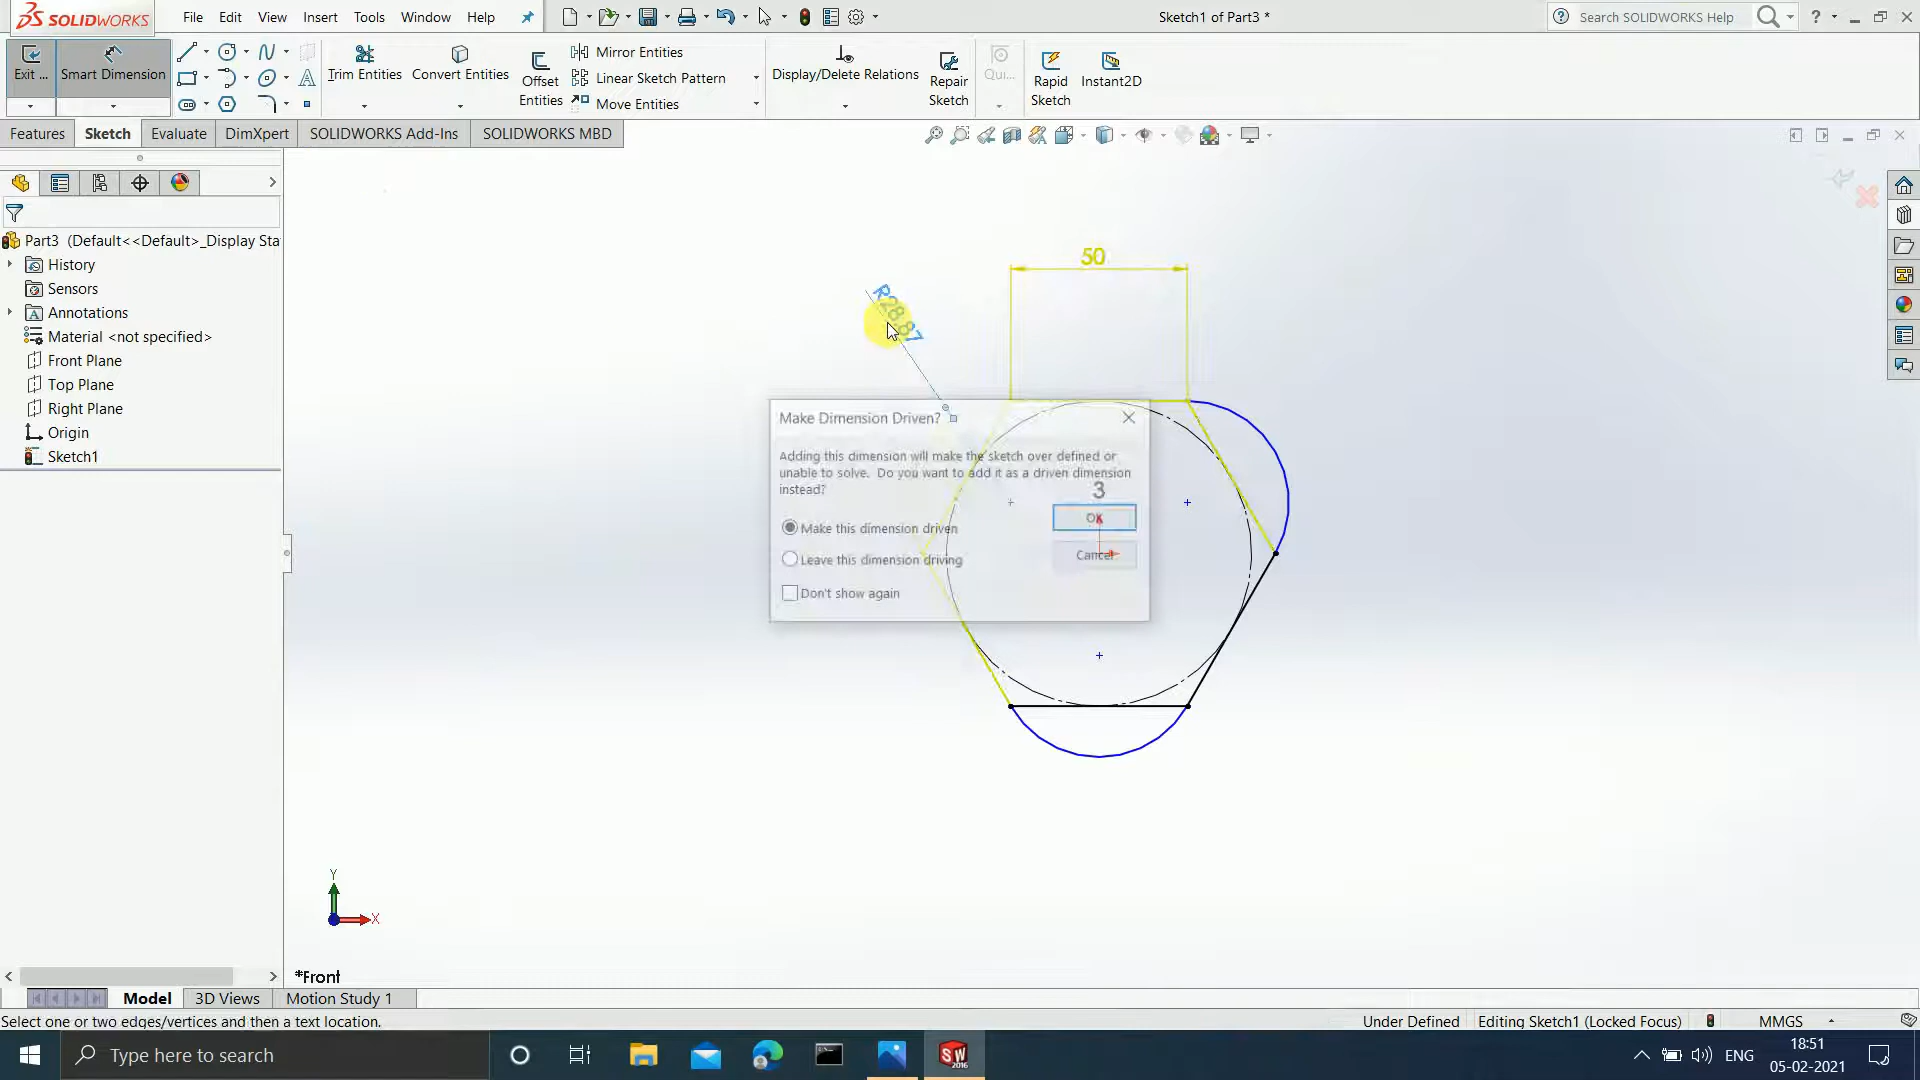 SOLIDWORKS
File Edit View Insert Tools Window Help
Sketch1 of Part3 *
Search SOLIDWORKS Help
?
Exit ...
Smart Dimension
Trim Entities
Convert Entities
Offset Entities
Mirror Entities
Linear Sketch Pattern
Move Entities
Display/Delete Relations
Repair Sketch
Qui...
Rapid Sketch
Instant2D
Features Sketch Evaluate DimXpert SOLIDWORKS Add-Ins SOLIDWORKS MBD
Part3 (Default<<Default>_Display Sta
History
Sensors
Annotations
Material <not specified>
Front Plane
Top Plane
Right Plane
Origin
Sketch1
50
R28.87
Make Dimension Driven?
Adding this dimension will make the sketch over defined or
unable to solve. Do you want to add it as a driven dimension
instead?
3
Make this dimension driven
OK
Leave this dimension driving
Cancel
Don't show again
Y
X
*Front
Model 3D Views Motion Study 1
Select one or two edges/vertices and then a text location.
Under Defined Editing Sketch1 (Locked Focus) MMGS
Type here to search
SW
2016
ENG
18:51
05-02-2021